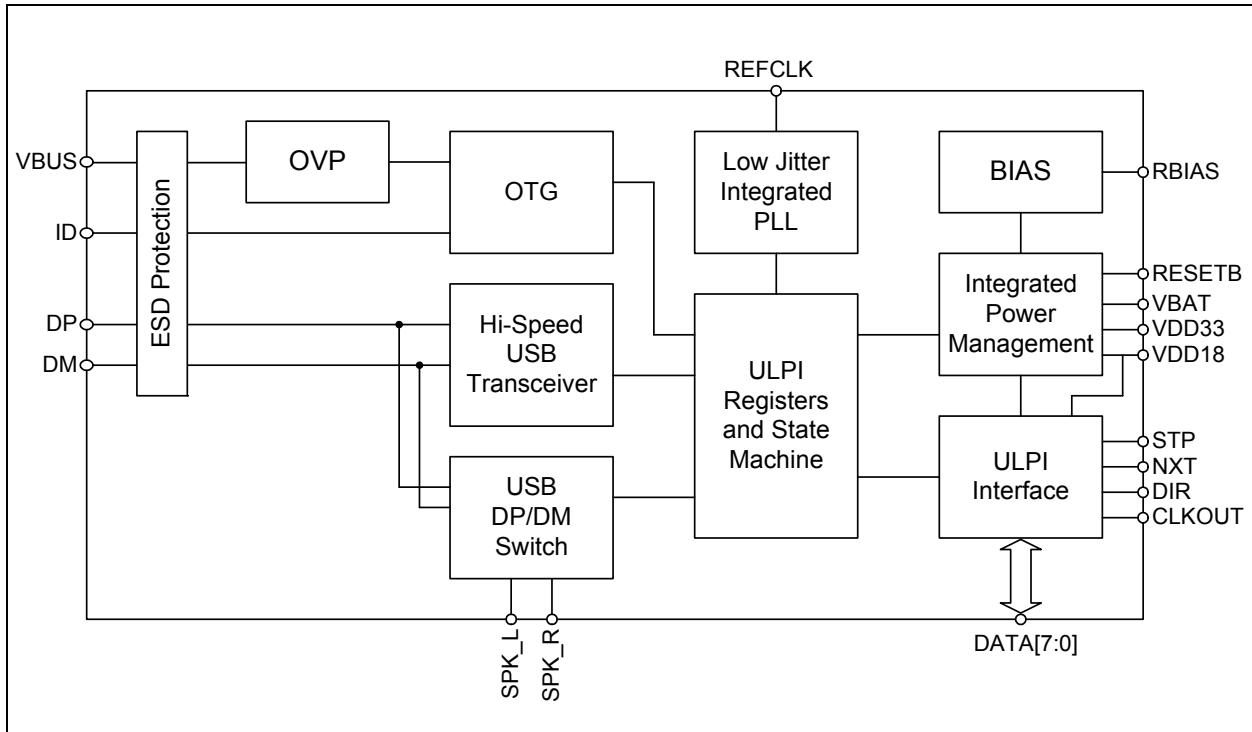 REFCLK
VBUS
ID
DP
DM
ESD Protection
OVP
OTG
Hi-Speed
USB
Transceiver
USB
DP/DM
Switch
SPK_L
SPK_R
Low Jitter
Integrated
PLL
ULPI
Registers
and State
Machine
BIAS
Integrated
Power
Management
ULPI
Interface
RBIAS
RESETB
VBAT
VDD33
VDD18
STP
NXT
DIR
CLKOUT
DATA[7:0]